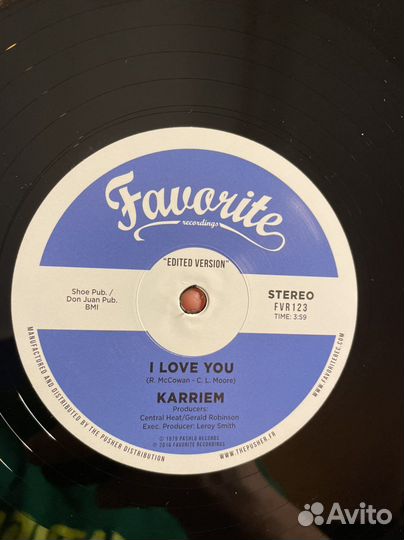 Favorite
recordings
"EDITED VERSION"
Shoe Pub. /
Don Juan Pub.
BMI
STEREO
FVR123
TIME: 3:59
I LOVE YOU
(R. McCowan - C. L. Moore)
KARRIEM
Producers:
Central Heat/Gerald Robinson
Exec. Producer: Leroy Smith
℗ 1979 PASHLO RECORDS
© 2016 FAVORITE RECORDINGS
MANUFACTURED AND DISTRIBUTED BY THE PUSHER DISTRIBUTION
WWW.THEPUSHER.FR
WWW.FAVORITEREC.COM
Avito